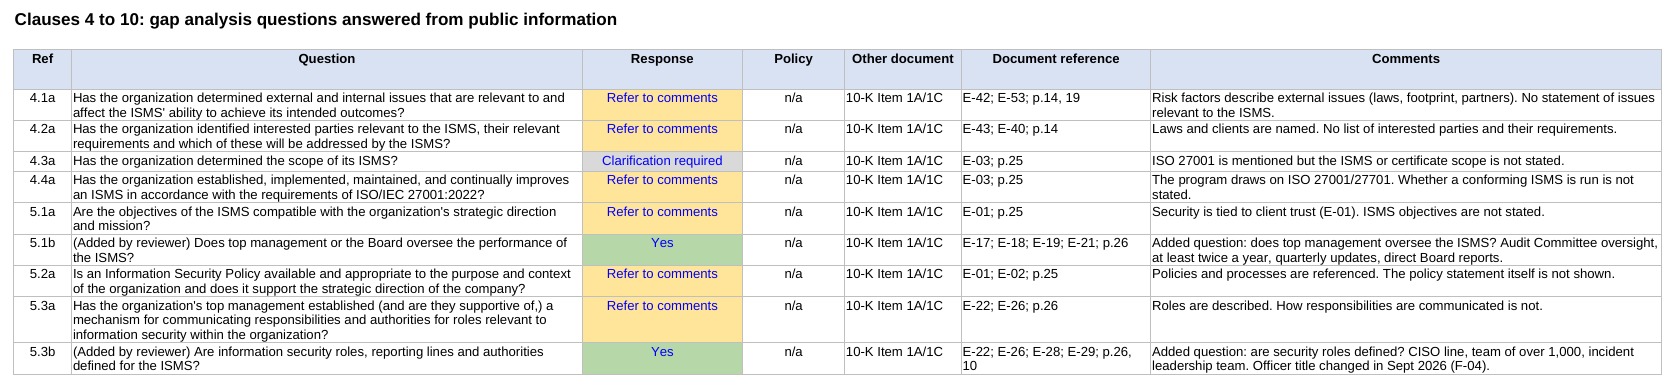 Clauses 4 to 10: gap analysis questions answered from public information
Ref Question Response Policy Other document Document reference Comments
4.1a Has the organization determined external and internal issues that are relevant to and Refer to comments n/a 10-K Item 1A/1C E-42; E-53; p.14, 19 Risk factors describe external issues (laws, footprint, partners). No statement of issues
affect the ISMS' ability to achieve its intended outcomes? relevant to the ISMS.
4.2a Has the organization identified interested parties relevant to the ISMS, their relevant Refer to comments n/a 10-K Item 1A/1C E-43; E-40; p.14 Laws and clients are named. No list of interested parties and their requirements.
requirements and which of these will be addressed by the ISMS?
4.3a Has the organization determined the scope of its ISMS? Clarification required n/a 10-K Item 1A/1C E-03; p.25 ISO 27001 is mentioned but the ISMS or certificate scope is not stated.
4.4a Has the organization established, implemented, maintained, and continually improves Refer to comments n/a 10-K Item 1A/1C E-03; p.25 The program draws on ISO 27001/27701. Whether a conforming ISMS is run is not
an ISMS in accordance with the requirements of ISO/IEC 27001:2022? stated.
5.1a Are the objectives of the ISMS compatible with the organization's strategic direction Refer to comments n/a 10-K Item 1A/1C E-01; p.25 Security is tied to client trust (E-01). ISMS objectives are not stated.
and mission?
5.1b (Added by reviewer) Does top management or the Board oversee the performance of Yes n/a 10-K Item 1A/1C E-17; E-18; E-19; E-21; p.26 Added question: does top management oversee the ISMS? Audit Committee oversight,
the ISMS? at least twice a year, quarterly updates, direct Board reports.
5.2a Is an Information Security Policy available and appropriate to the purpose and context Refer to comments n/a 10-K Item 1A/1C E-01; E-02; p.25 Policies and processes are referenced. The policy statement itself is not shown.
of the organization and does it support the strategic direction of the company?
5.3a Has the organization's top management established (and are they supportive of,) a Refer to comments n/a 10-K Item 1A/1C E-22; E-26; p.26 Roles are described. How responsibilities are communicated is not.
mechanism for communicating responsibilities and authorities for roles relevant to
information security within the organization?
5.3b (Added by reviewer) Are information security roles, reporting lines and authorities Yes n/a 10-K Item 1A/1C E-22; E-26; E-28; E-29; p.26, Added question: are security roles defined? CISO line, team of over 1,000, incident
defined for the ISMS? 10 leadership team. Officer title changed in Sept 2026 (F-04).